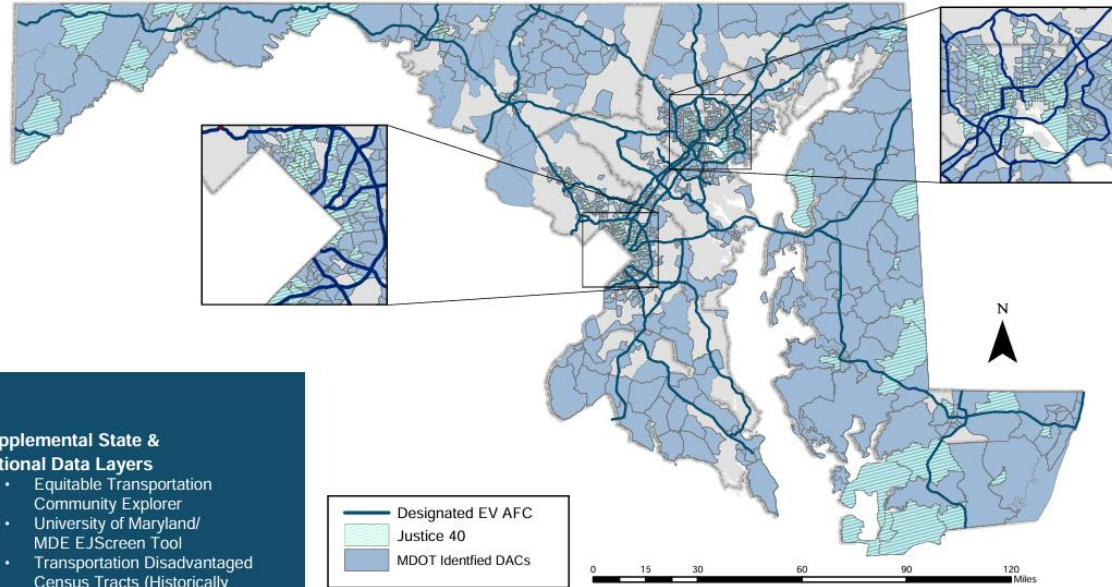 N
pplemental State &
tional Data Layers
• Equitable Transportation
Community Explorer
• University of Maryland/
MDE EJScreen Tool
• Transportation Disadvantaged
Census Tracts (Historically
Designated EV AFC
Justice 40
MDOT Identfied DACs
0 15 30 60 90 120
Miles